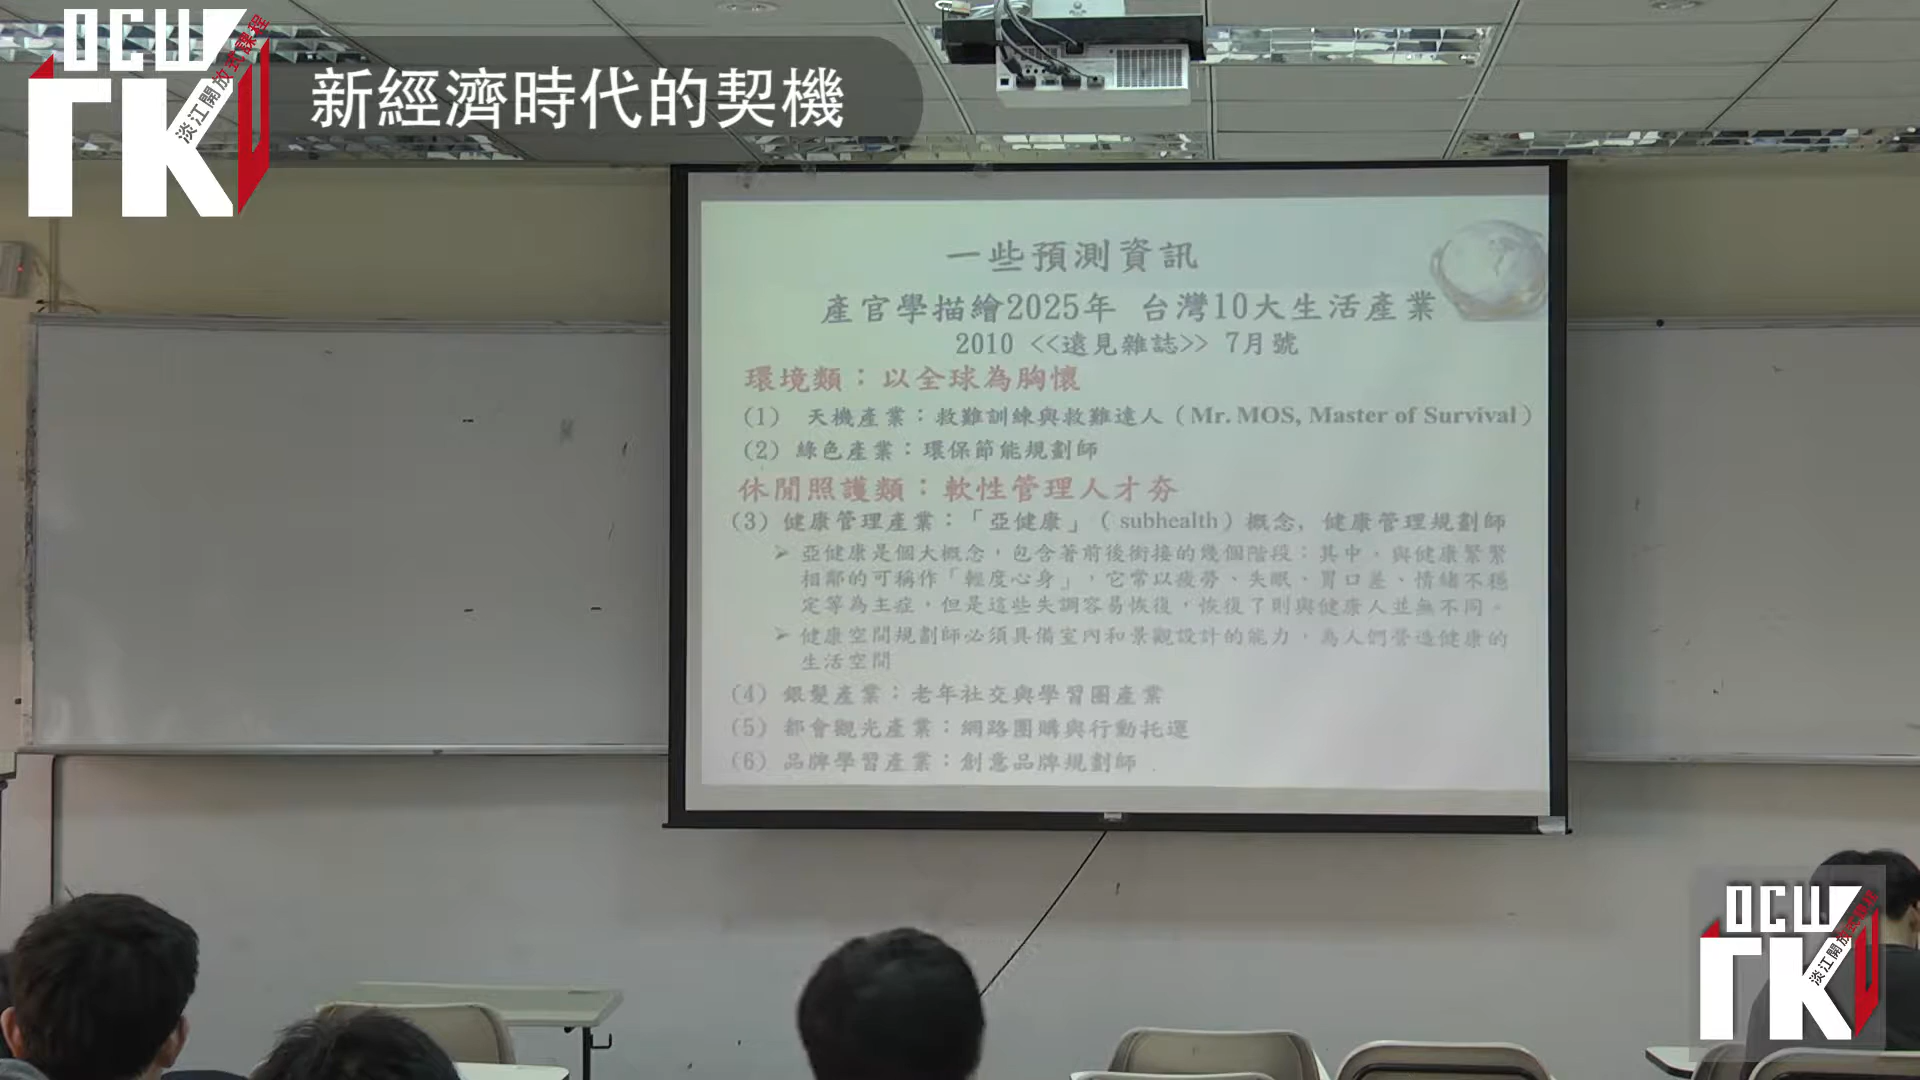 OCW
TKU
淡江開放式課程
新經濟時代的契機
一些預測資訊
產官學描繪2025年 台灣10大生活產業
2010 <<遠見雜誌>> 7月號
環境類：以全球為胸懷
(1) 天機產業：救難訓練與救難達人（Mr. MOS, Master of Survival）
(2) 綠色產業：環保節能規劃師
休閒照護類：軟性管理人才夯
(3) 健康管理產業：「亞健康」（subhealth）概念, 健康管理規劃師
➢ 亞健康是個大概念，包含著前後銜接的幾個階段：其中，與健康緊緊
相鄰的可稱作「輕度心身」，它常以疲勞、失眠、胃口差、情緒不穩
定等為主症，但是這些失調容易恢復，恢復了則與健康人並無不同。
➢ 健康空間規劃師必須具備室內和景觀設計的能力，為人們營造健康的
生活空間
(4) 銀髮產業：老年社交與學習團產業
(5) 都會觀光產業：網路團購與行動托運
(6) 品牌學習產業：創意品牌規劃師
OCW
TKU
淡江開放式課程